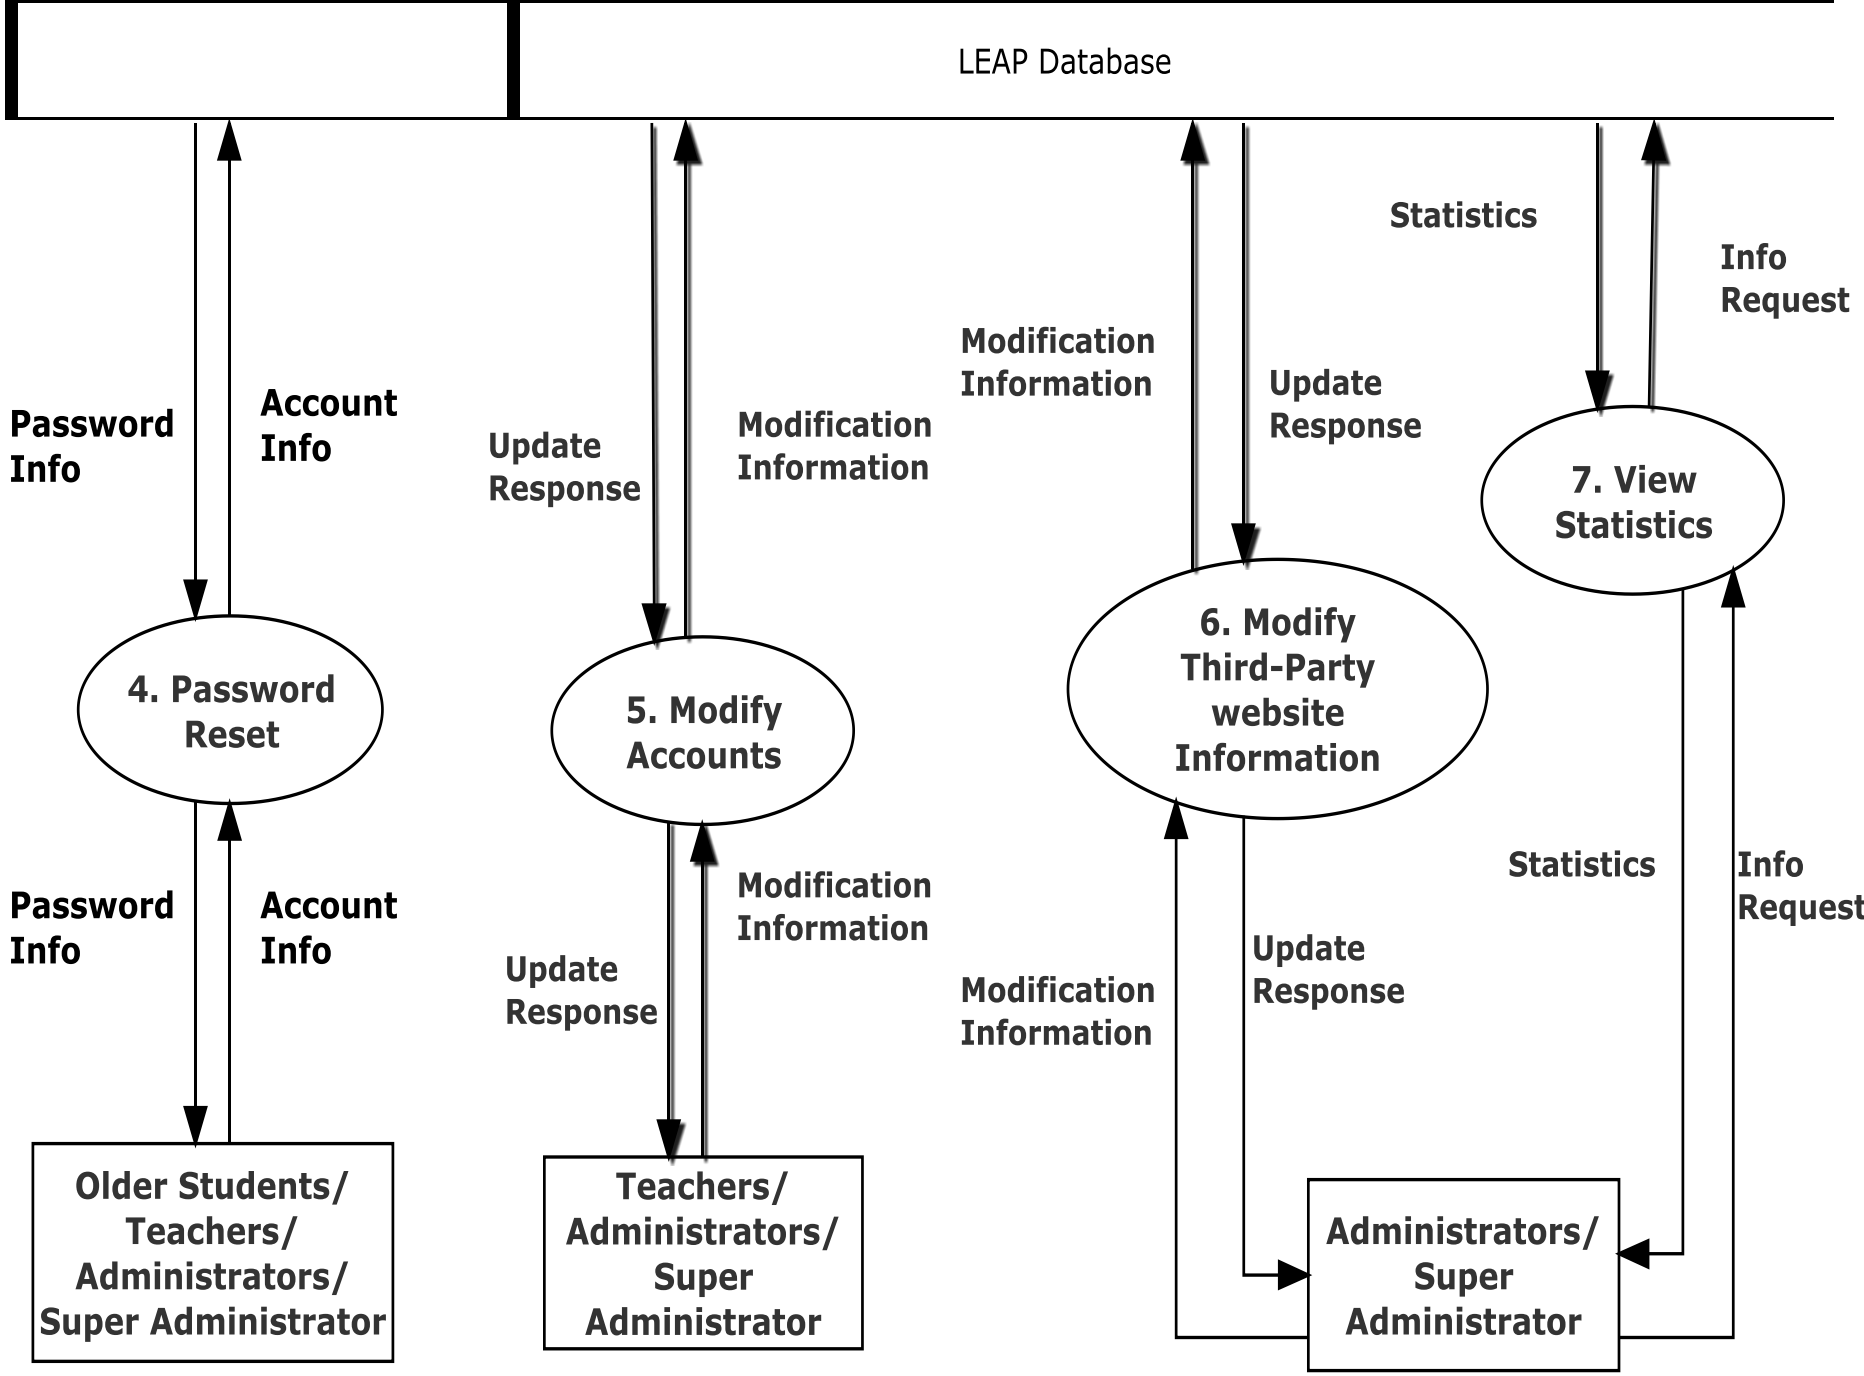 LEAP Database
Password
Info
Account
Info
Update
Response
Modification
Information
Modification
Information
Update
Response
Statistics
Info
Request
4. Password
Reset
5. Modify
Accounts
6. Modify
Third-Party
website
Information
7. View
Statistics
Password
Info
Account
Info
Update
Response
Modification
Information
Modification
Information
Update
Response
Statistics
Info
Request
Older Students/
Teachers/
Administrators/
Super Administrator
Teachers/
Administrators/
Super
Administrator
Administrators/
Super
Administrator